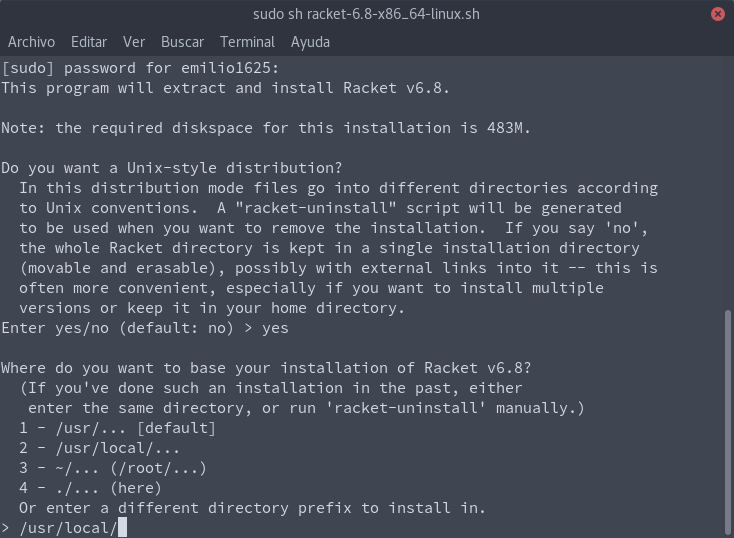 sudo sh racket-6.8-x86_64-linux.sh
Archivo Editar Ver Buscar Terminal Ayuda
[sudo] password for emilio1625:
This program will extract and install Racket v6.8.
Note: the required diskspace for this installation is 483M.
Do you want a Unix-style distribution?
In this distribution mode files go into different directories according
to Unix conventions. A "racket-uninstall" script will be generated
to be used when you want to remove the installation. If you say 'no',
the whole Racket directory is kept in a single installation directory
(movable and erasable), possibly with external links into it -- this is
often more convenient, especially if you want to install multiple
versions or keep it in your home directory.
Enter yes/no (default: no) > yes
Where do you want to base your installation of Racket v6.8?
(If you've done such an installation in the past, either
enter the same directory, or run 'racket-uninstall' manually.)
1 - /usr/... [default]
2 - /usr/local/...
3 - ~/... (/root/...)
4 - ./... (here)
Or enter a different directory prefix to install in.
> /usr/local/